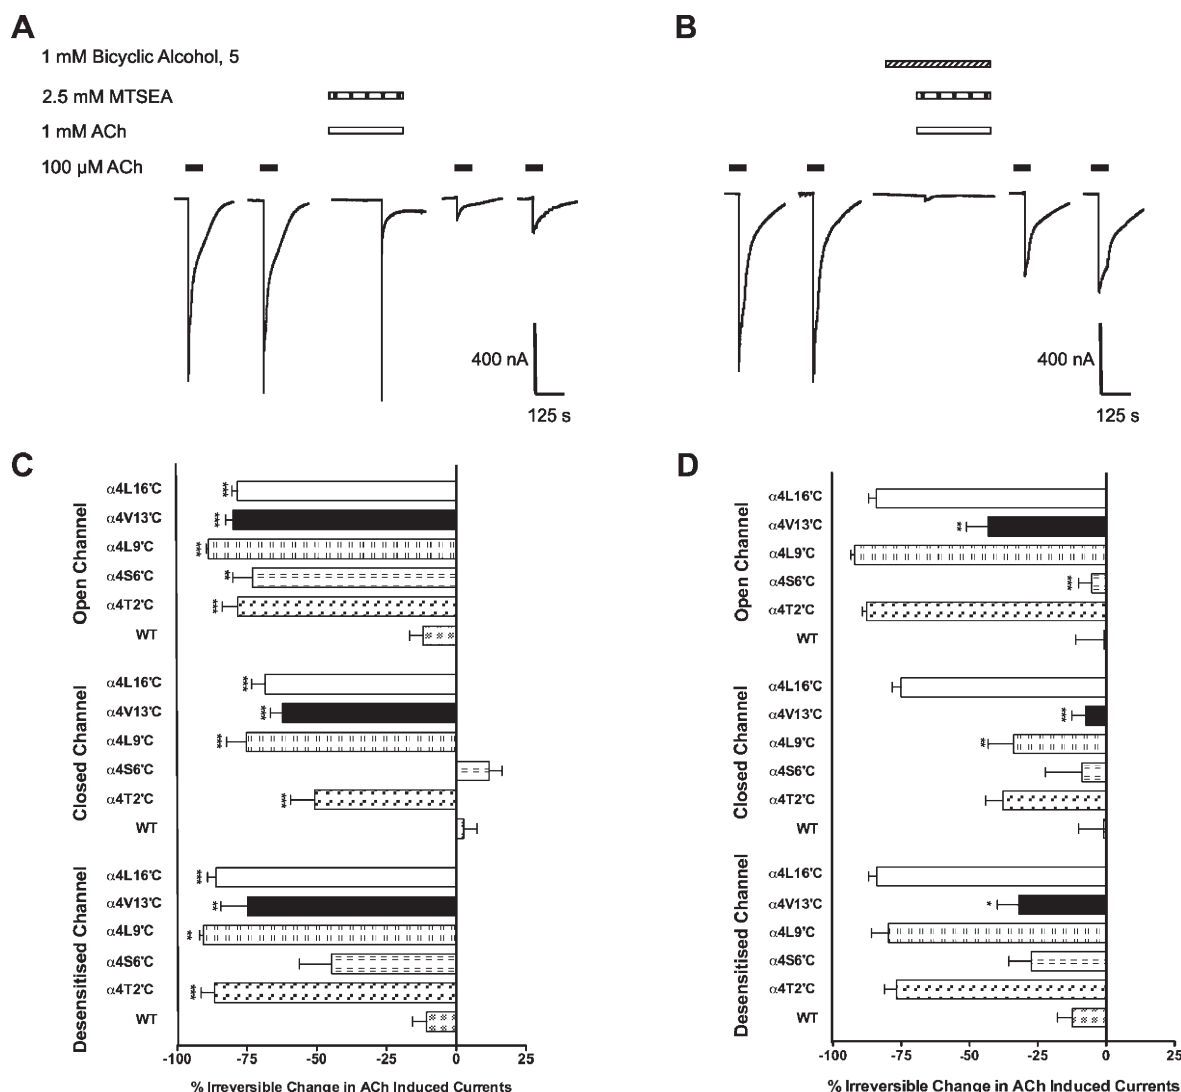 A
1 mM Bicyclic Alcohol, 5
2.5 mM MTSEA
1 mM ACh
100 µM ACh
400 nA
125 s
B
400 nA
125 s
C
Open Channel
α4L16'C ***
α4V13'C ***
α4L9'C ***
α4S6'C **
α4T2'C ***
WT
Closed Channel
α4L16'C ***
α4V13'C ***
α4L9'C ***
α4S6'C
α4T2'C ***
WT
Desensitised Channel
α4L16'C ***
α4V13'C **
α4L9'C **
α4S6'C
α4T2'C ***
WT
-100 -75 -50 -25 0 25
% Irreversible Change in ACh Induced Currents
D
Open Channel
α4L16'C
α4V13'C **
α4L9'C
α4S6'C ***
α4T2'C
WT
Closed Channel
α4L16'C
α4V13'C ***
α4L9'C **
α4S6'C
α4T2'C
WT
Desensitised Channel
α4L16'C
α4V13'C *
α4L9'C
α4S6'C
α4T2'C
WT
-100 -75 -50 -25 0 25
% Irreversible Change in ACh Induced Currents